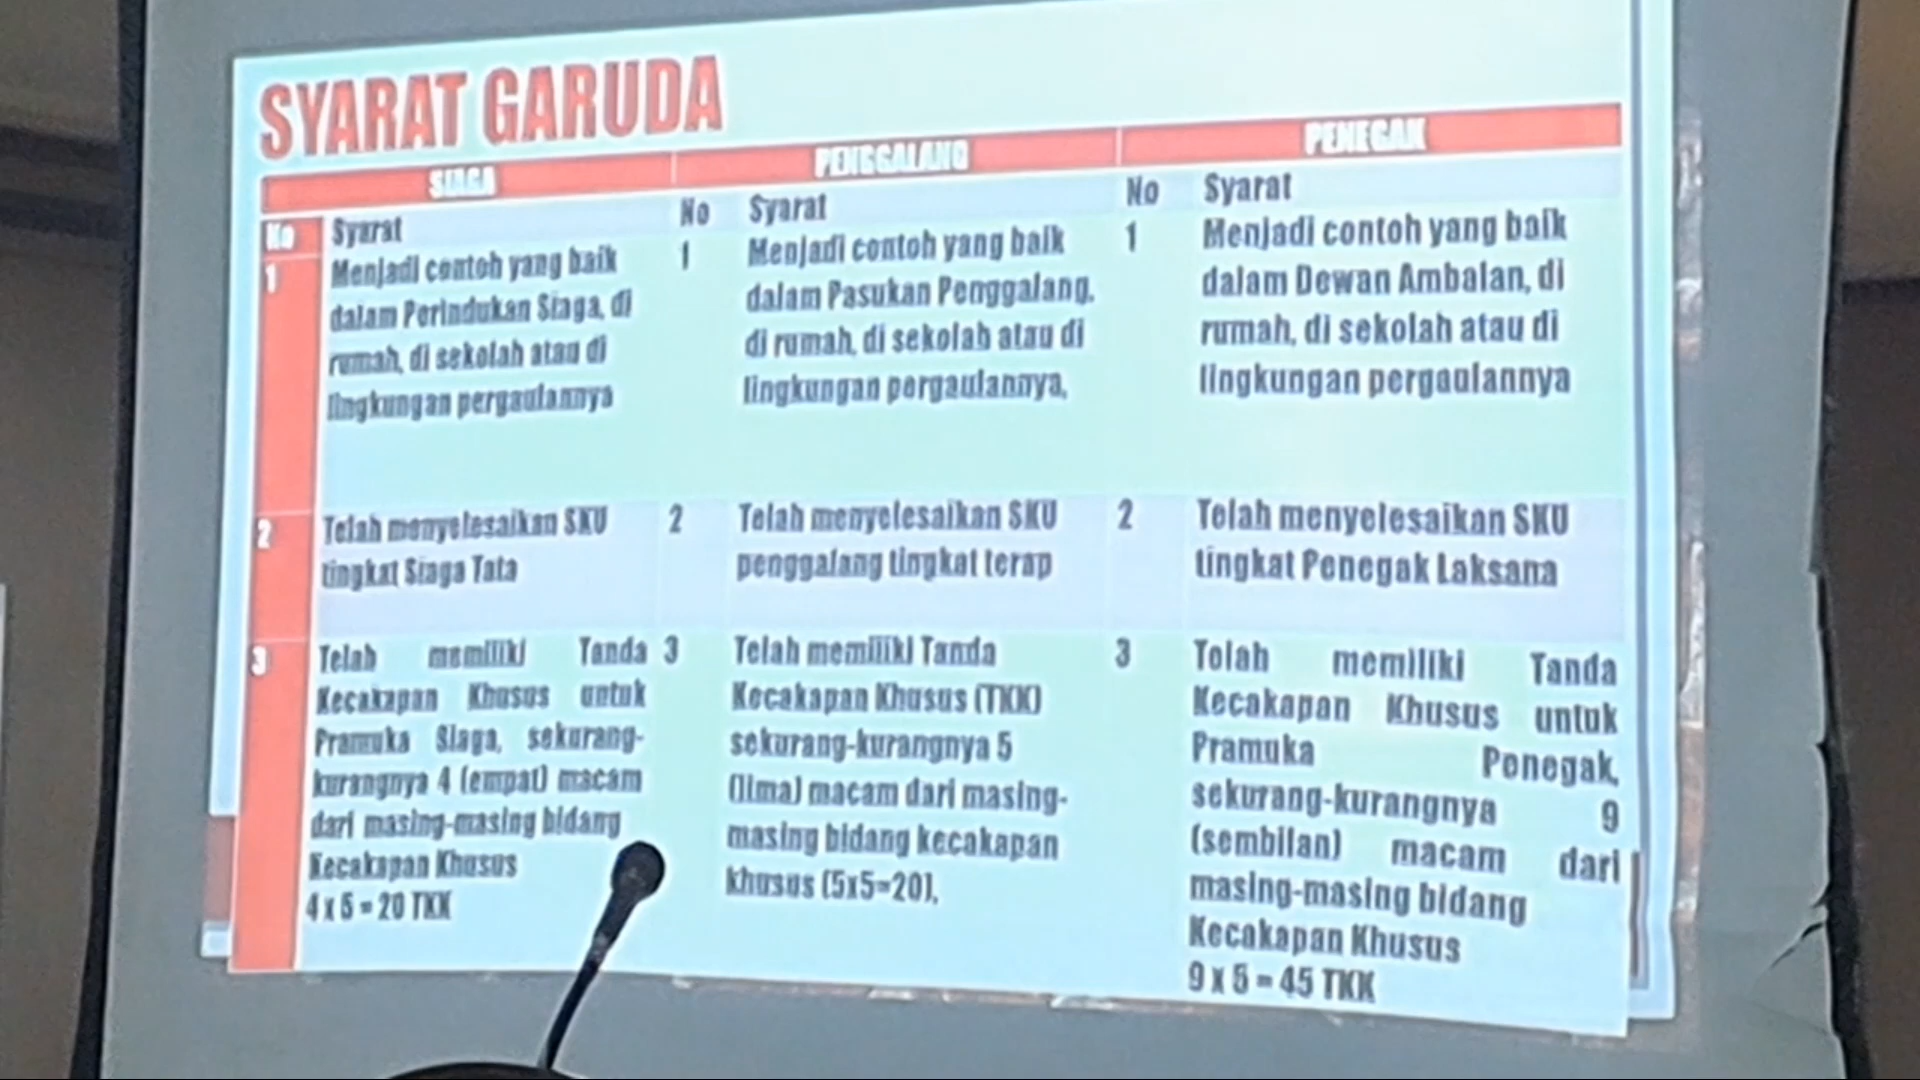 SYARAT GARUDA
SIAGA
PENGGALANG
PENEGAK
No
Syarat
No
Syarat
No
Syarat
1
Menjadi contoh yang baik
dalam Perindukan Siaga, di
rumah, di sekolah atau di
lingkungan pergaulannya
1
Menjadi contoh yang baik
dalam Pasukan Penggalang,
di rumah, di sekolah atau di
lingkungan pergaulannya,
1
Menjadi contoh yang baik
dalam Dewan Ambalan, di
rumah, di sekolah atau di
lingkungan pergaulannya
2
Telah menyelesaikan SKU
tingkat Siaga Tata
2
Telah menyelesaikan SKU
penggalang tingkat terap
2
Telah menyelesaikan SKU
tingkat Penegak Laksana
3
Telah memiliki Tanda
Kecakapan Khusus untuk
Pramuka Siaga, sekurang-
kurangnya 4 (empat) macam
dari masing-masing bidang
Kecakapan Khusus
4 x 5 = 20 TKK
3
Telah memiliki Tanda
Kecakapan Khusus (TKK)
sekurang-kurangnya 5
(lima) macam dari masing-
masing bidang kecakapan
khusus (5x5=20),
3
Telah memiliki Tanda
Kecakapan Khusus untuk
Pramuka Penegak,
sekurang-kurangnya 9
(sembilan) macam dari
masing-masing bidang
Kecakapan Khusus
9 x 5 = 45 TKK